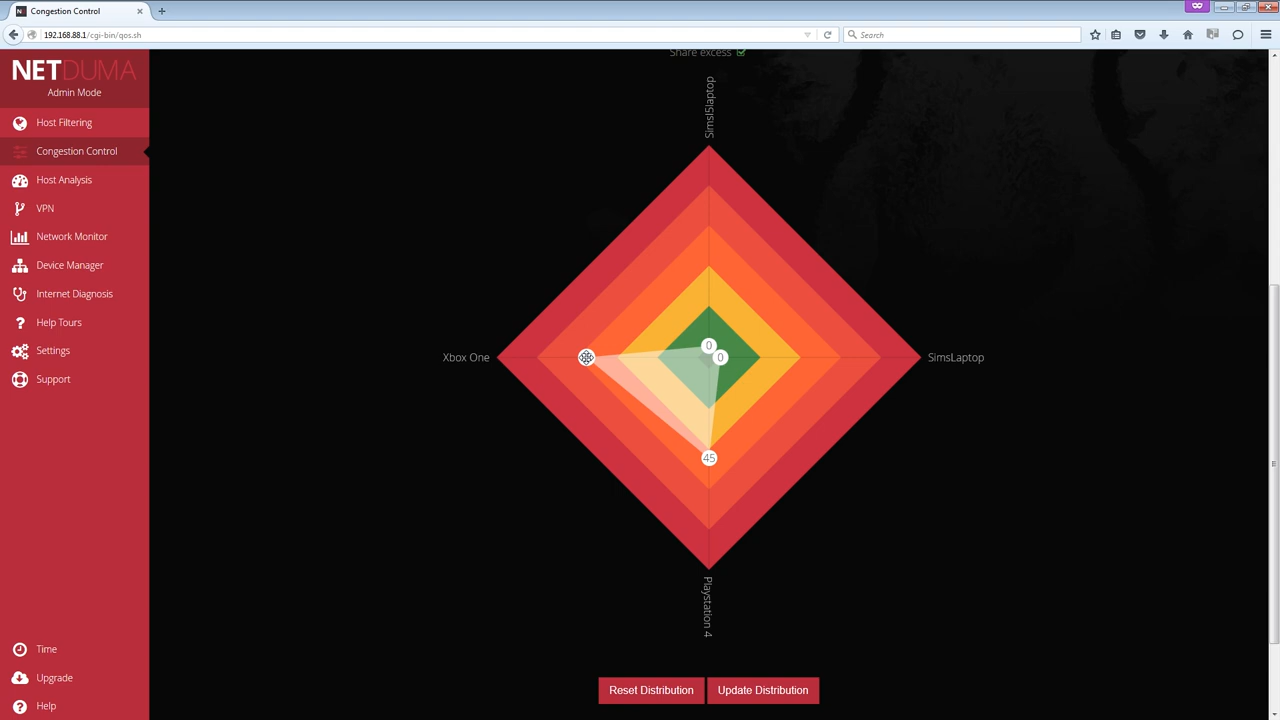 Congestion Control
192.168.88.1/cgi-bin/qos.sh
Search
NETDUMA
Admin Mode
Host Filtering
Congestion Control
Host Analysis
VPN
Network Monitor
Device Manager
Internet Diagnosis
Help Tours
Settings
Support
Time
Upgrade
Help
Share excess
SimsLaptop
0
0
Xbox One
SimsLaptop
45
Playstation 4
Reset Distribution
Update Distribution